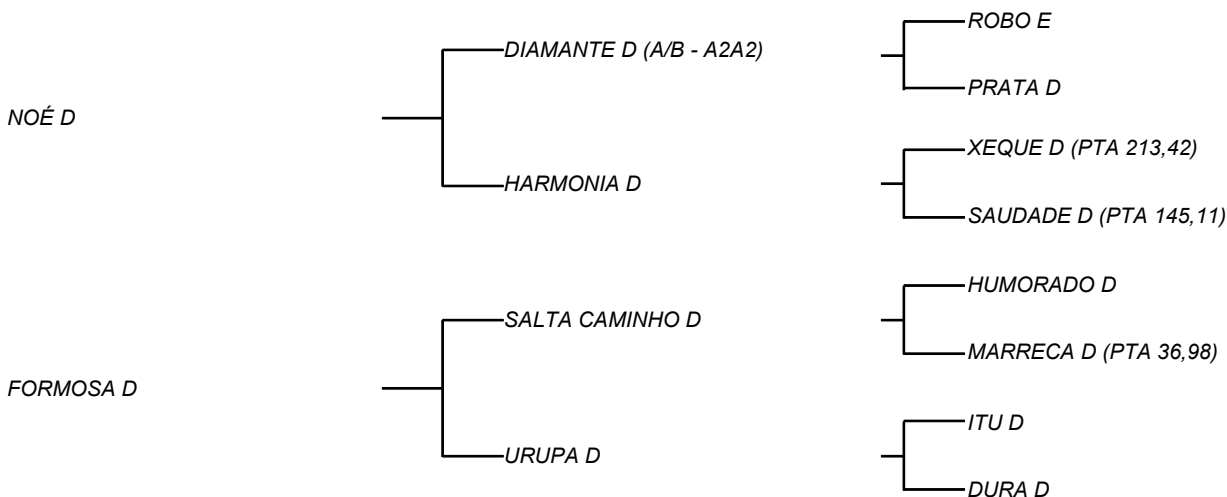 ROBO E
DIAMANTE D (A/B - A2A2)
PRATA D
NOÉ D
XEQUE D (PTA 213,42)
HARMONIA D
SAUDADE D (PTA 145,11)
HUMORADO D
SALTA CAMINHO D
MARRECA D (PTA 36,98)
FORMOSA D
ITU D
URUPA D
DURA D